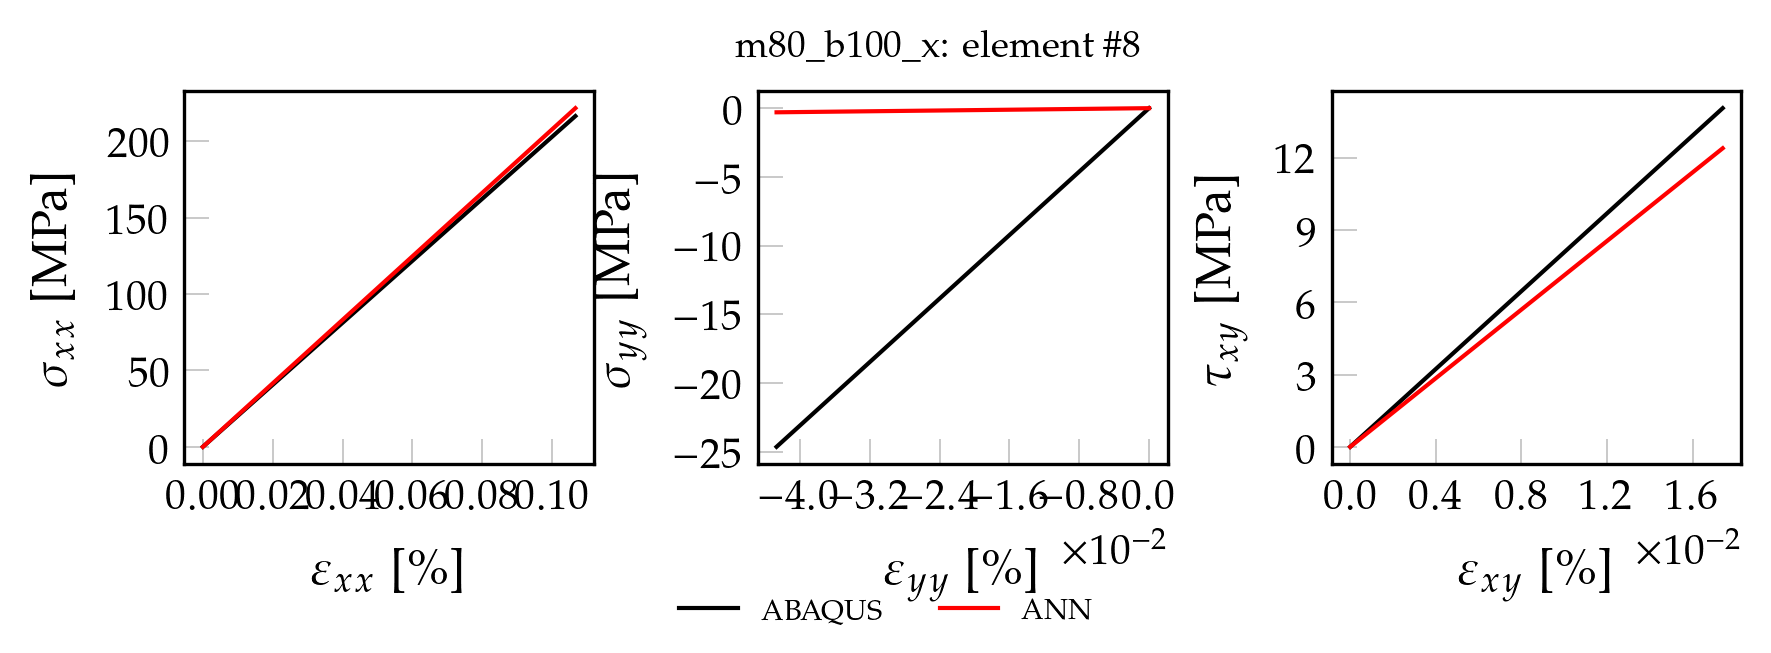 m80_b100_x: element #8
σxx [MPa]
200
150
100
50
0
0.00 0.02 0.04 0.06 0.08 0.10
εxx [%]
σyy [MPa]
0
−5
−10
−15
−20
−25
−4.0 −3.2 −2.4 −1.6 −0.8 0.0
×10−2
εyy [%]
τxy [MPa]
12
9
6
3
0
0.0 0.4 0.8 1.2 1.6
×10−2
εxy [%]
ABAQUS ANN